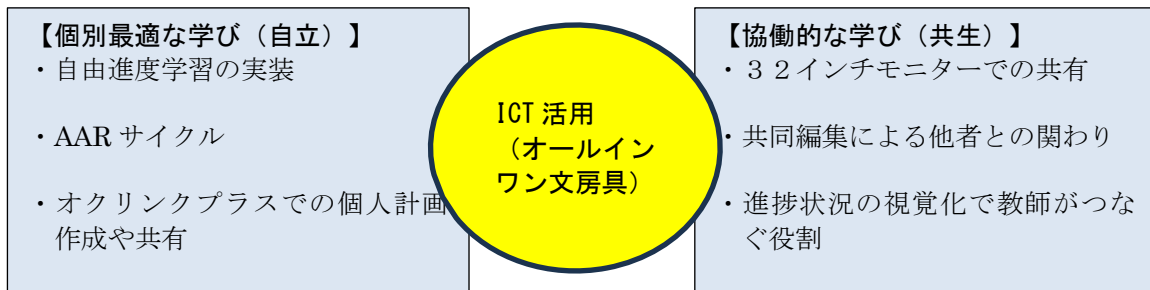 【個別最適な学び（自立）】
・自由進度学習の実装
・AAR サイクル
・オクリンクプラスでの個人計画
作成や共有
ICT 活用
（オールイン
ワン文房具）
【協働的な学び（共生）】
・３２インチモニターでの共有
・共同編集による他者との関わり
・進捗状況の視覚化で教師がつな
ぐ役割